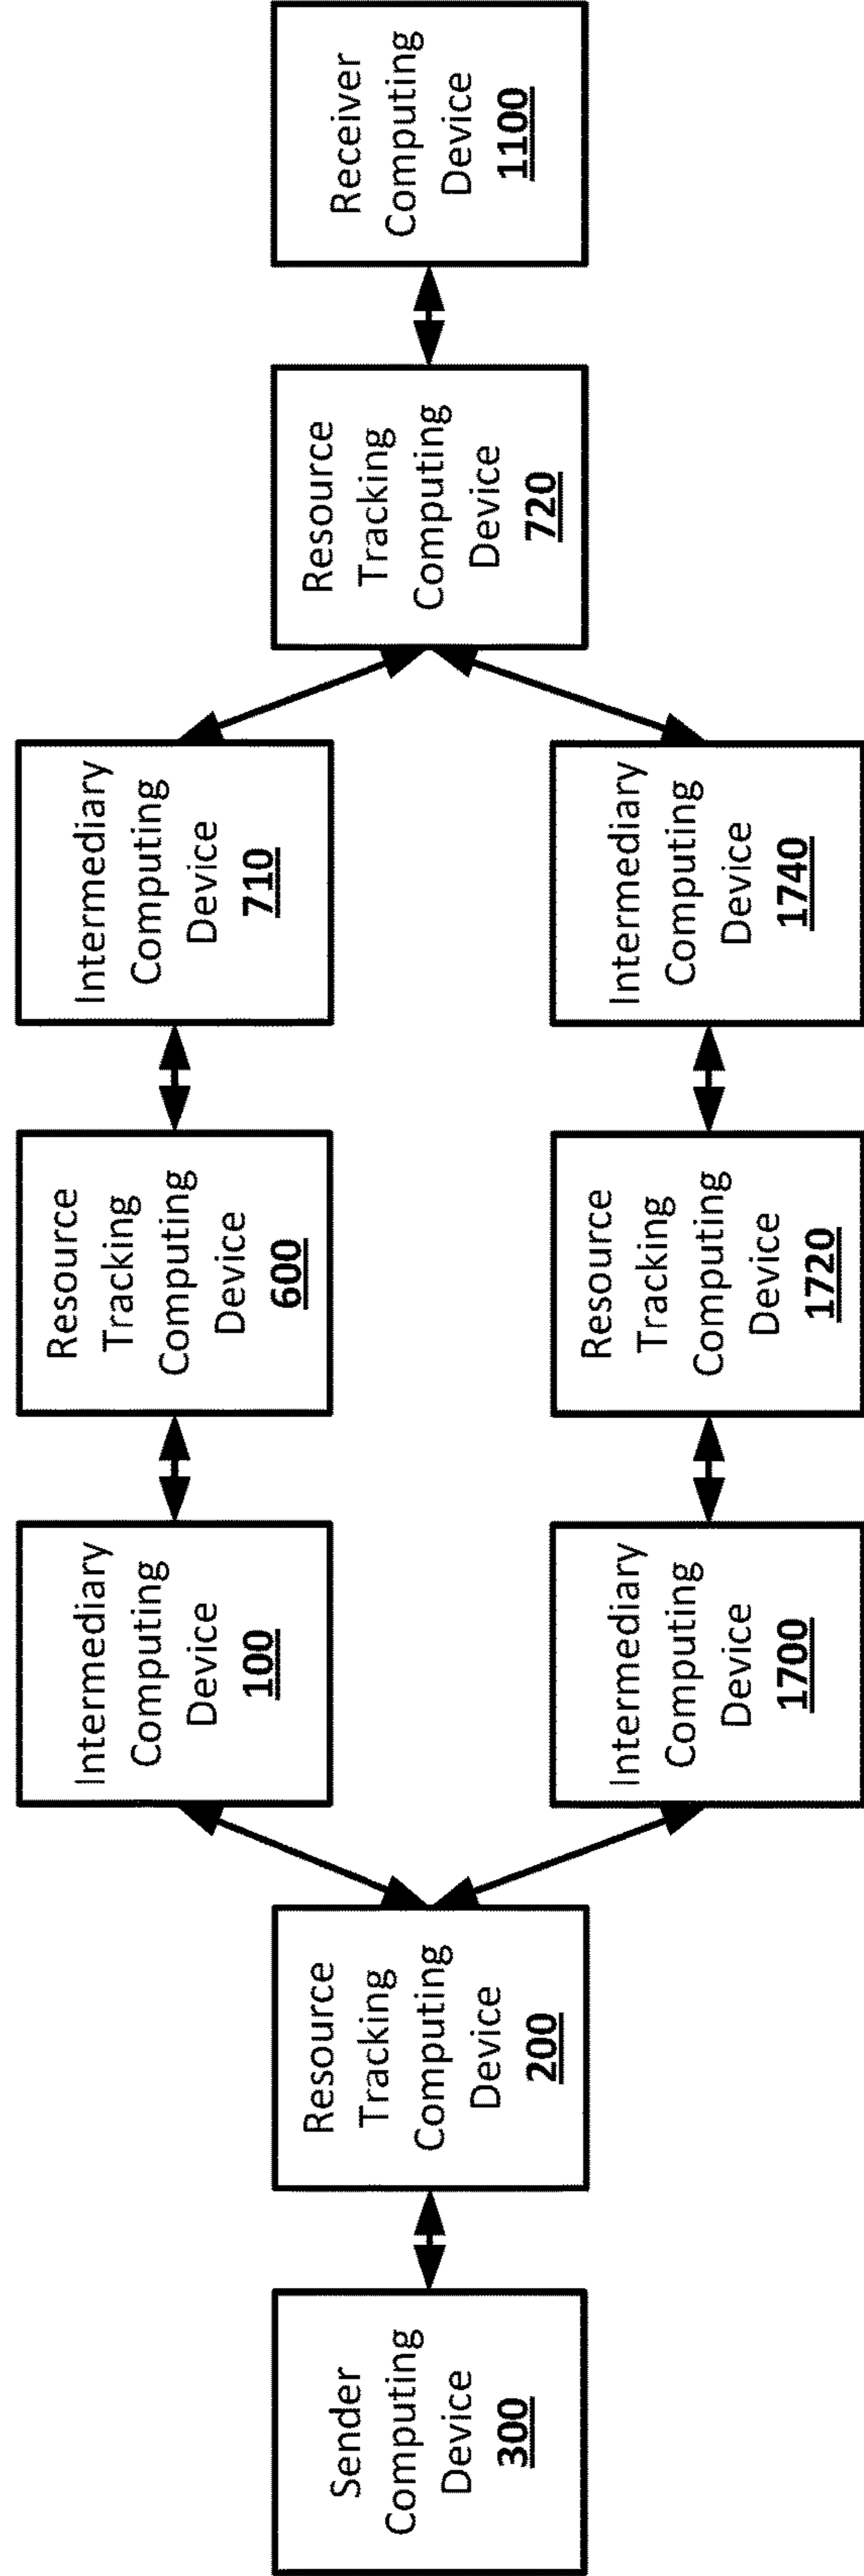 Sender
Computing
Device
300
Resource
Tracking
Computing
Device
200
Intermediary
Computing
Device
100
Resource
Tracking
Computing
Device
600
Intermediary
Computing
Device
710
Intermediary
Computing
Device
1700
Resource
Tracking
Computing
Device
1720
Intermediary
Computing
Device
1740
Resource
Tracking
Computing
Device
720
Receiver
Computing
Device
1100